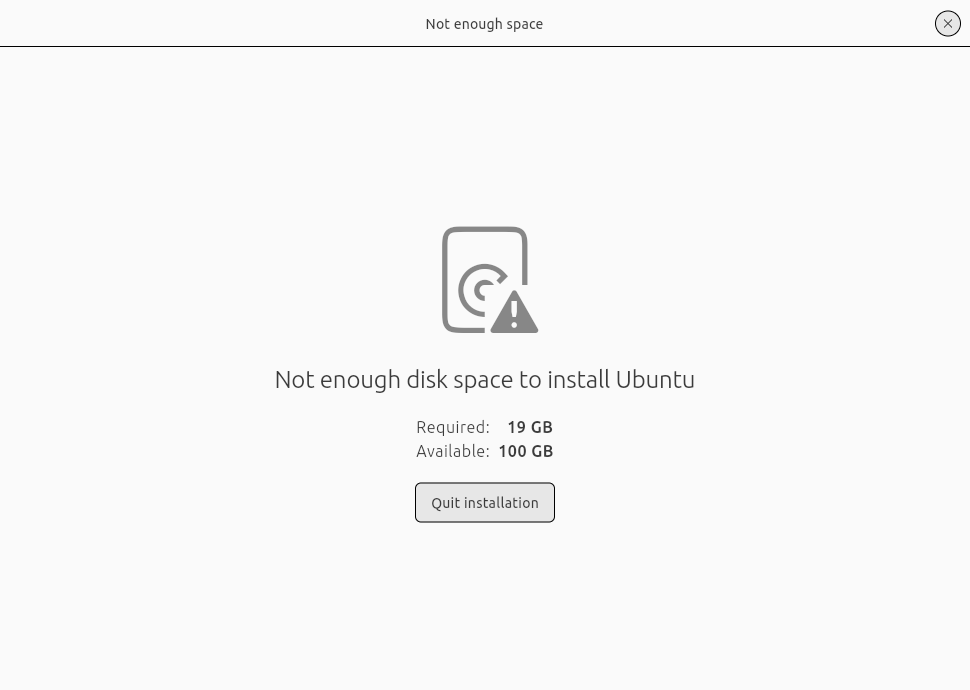 Not enough space
Not enough disk space to install Ubuntu
Required: 19 GB
Available: 100 GB
Quit installation